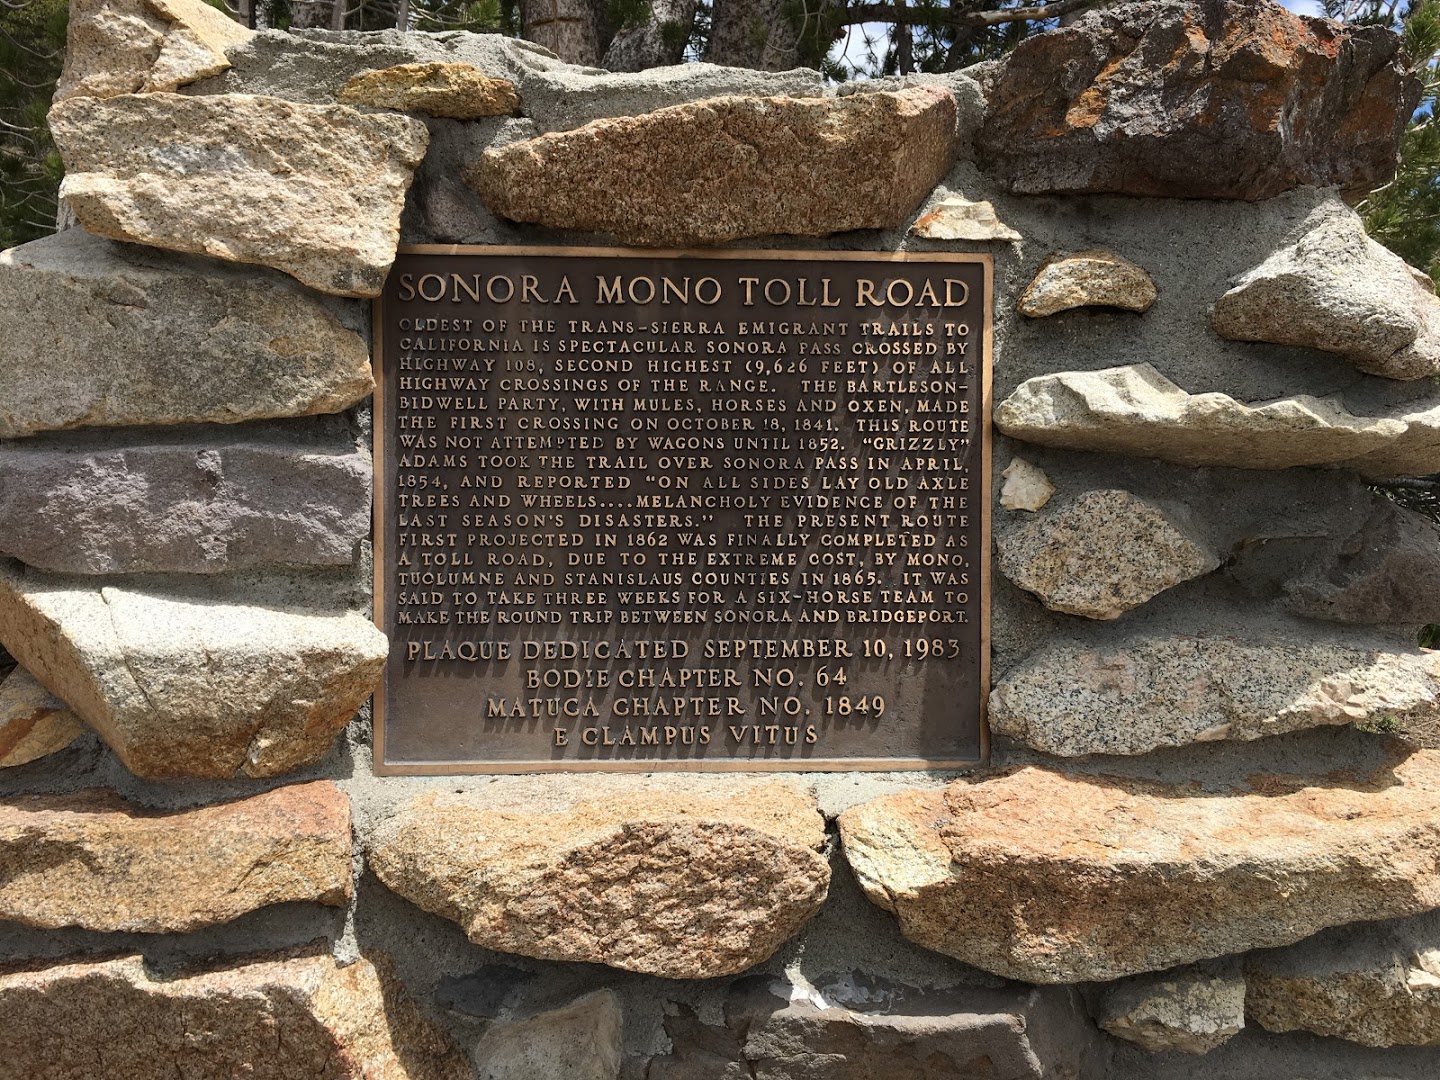 SONORA MONO TOLL ROAD
OLDEST OF THE TRANS-SIERRA EMIGRANT TRAILS TO
CALIFORNIA IS SPECTACULAR SONORA PASS CROSSED BY
HIGHWAY 108, SECOND HIGHEST (9,626 FEET) OF ALL
HIGHWAY CROSSINGS OF THE RANGE. THE BARTLESON-
BIDWELL PARTY, WITH MULES, HORSES AND OXEN, MADE
THE FIRST CROSSING ON OCTOBER 18, 1841. THIS ROUTE
WAS NOT ATTEMPTED BY WAGONS UNTIL 1852. "GRIZZLY"
ADAMS TOOK THE TRAIL OVER SONORA PASS IN APRIL,
1854, AND REPORTED "ON ALL SIDES LAY OLD AXLE
TREES AND WHEELS....MELANCHOLY EVIDENCE OF THE
LAST SEASON'S DISASTERS." THE PRESENT ROUTE
FIRST PROJECTED IN 1862 WAS FINALLY COMPLETED AS
A TOLL ROAD, DUE TO THE EXTREME COST, BY MONO,
TUOLUMNE AND STANISLAUS COUNTIES IN 1865. IT WAS
SAID TO TAKE THREE WEEKS FOR A SIX-HORSE TEAM TO
MAKE THE ROUND TRIP BETWEEN SONORA AND BRIDGEPORT.
PLAQUE DEDICATED SEPTEMBER 10, 1983
BODIE CHAPTER NO. 64
MATUCA CHAPTER NO. 1849
E CLAMPUS VITUS